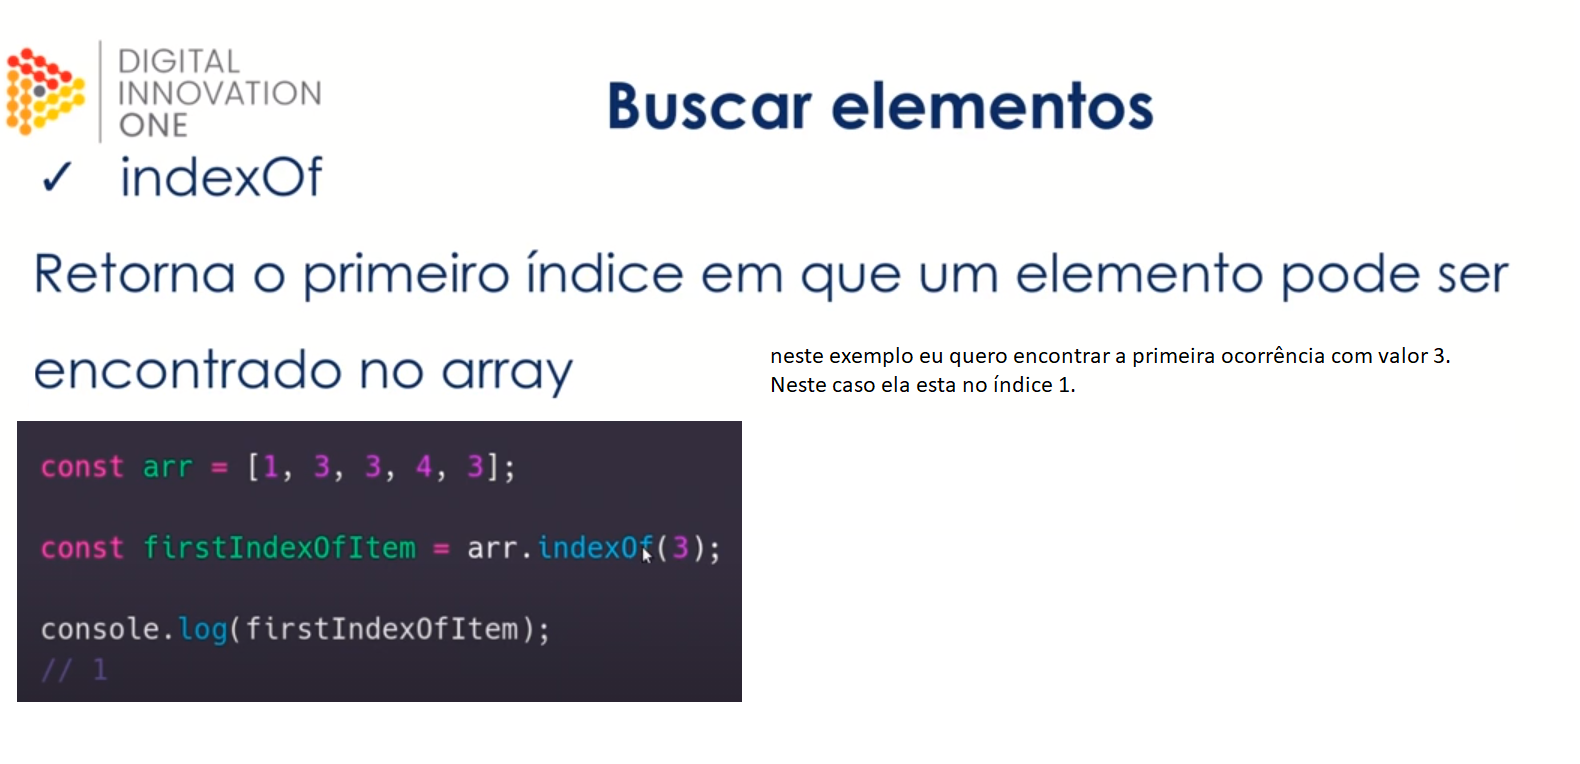 DIGITAL
INNOVATION
ONE
Buscar elementos
✓ indexOf
Retorna o primeiro índice em que um elemento pode ser
encontrado no array
neste exemplo eu quero encontrar a primeira ocorrência com valor 3.
Neste caso ela esta no índice 1.
const arr = [1, 3, 3, 4, 3];
const firstIndexOfItem = arr.indexOf(3);
console.log(firstIndexOfItem);
// 1